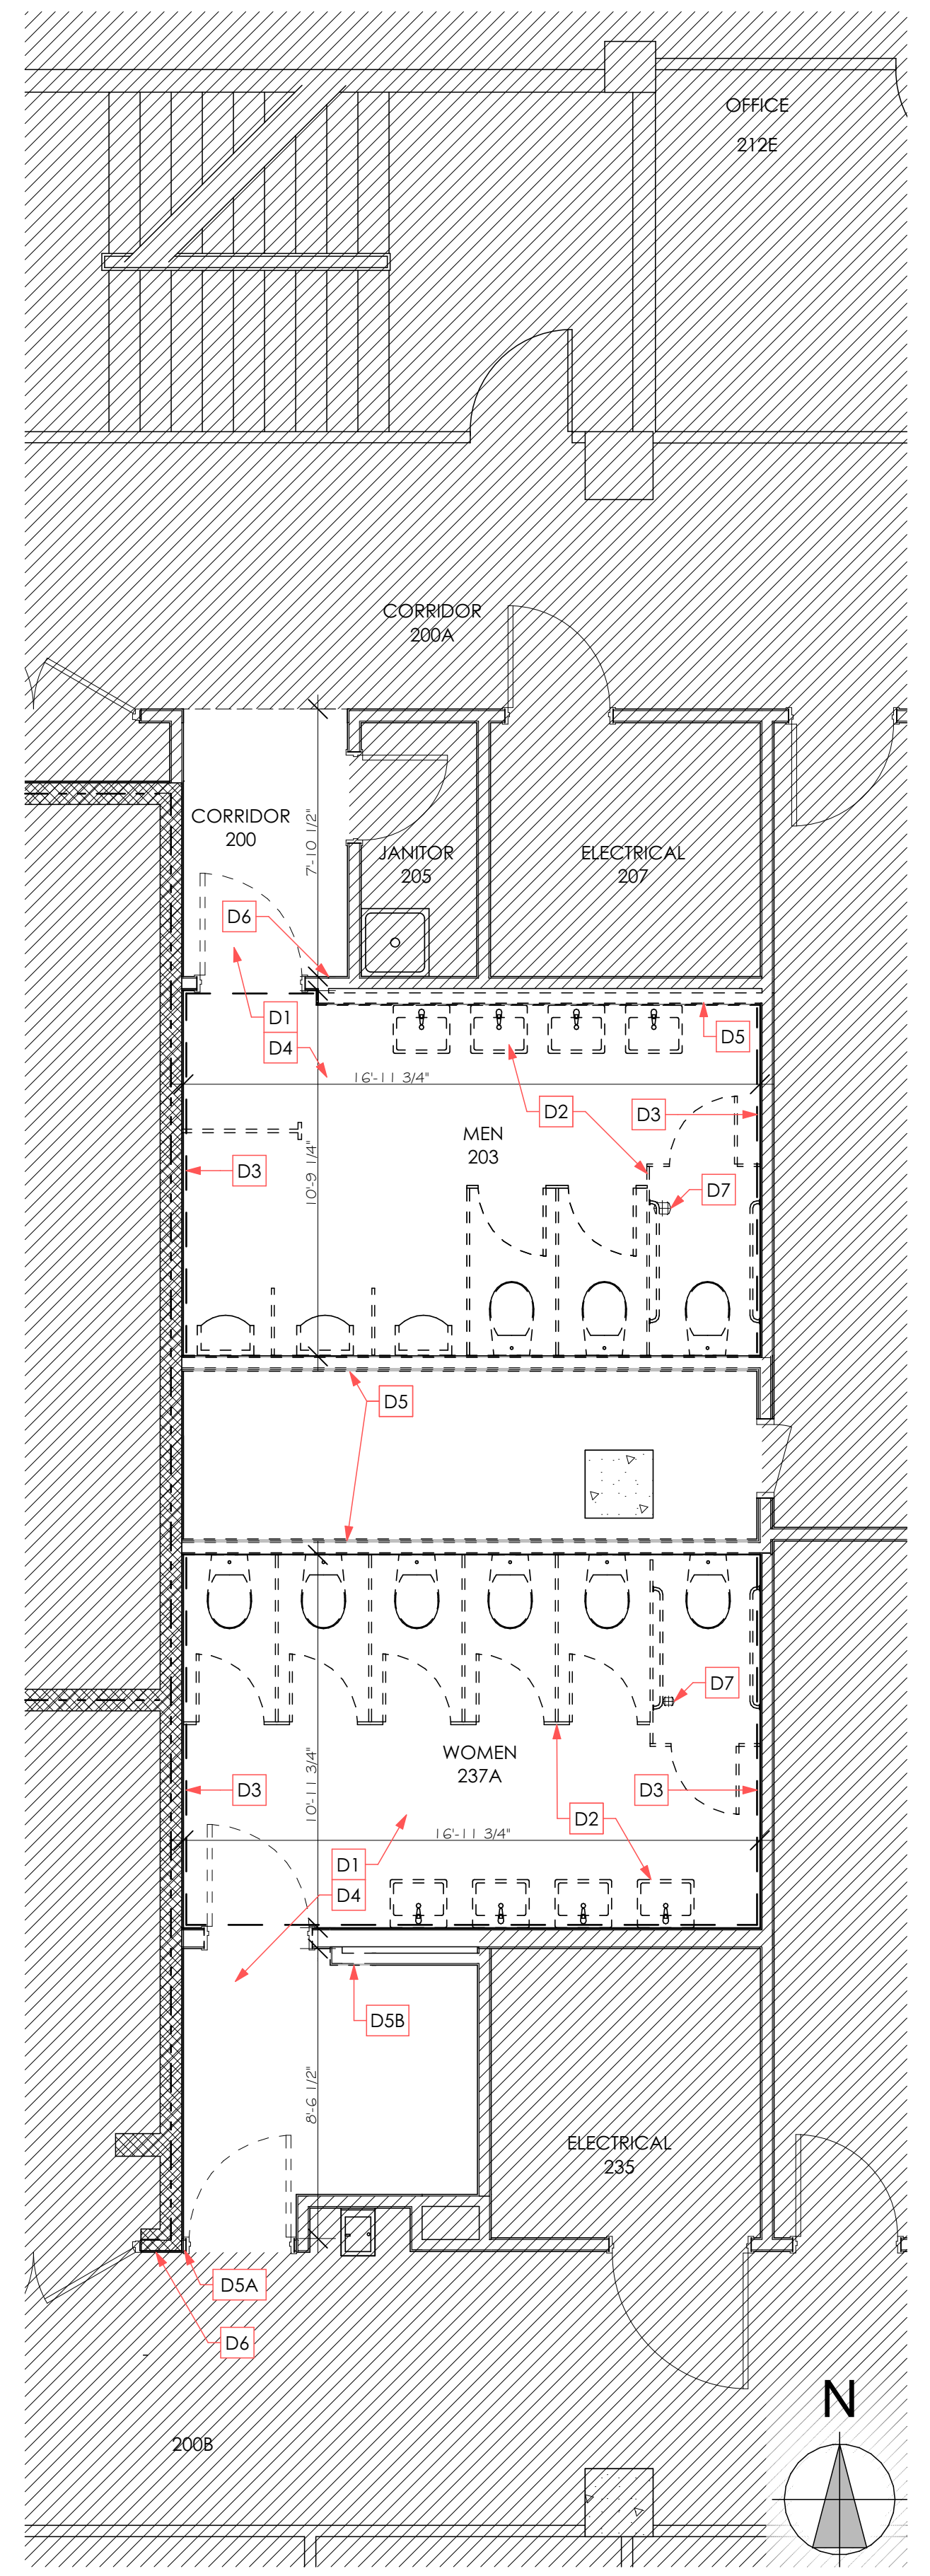 OFFICE
212E
CORRIDOR
200A
CORRIDOR
200
7'-10 1/2"
JANITOR
205
ELECTRICAL
207
D6
D1
D4
D5
16'-11 3/4"
D2
D3
MEN
203
D3
10'-9 1/4"
D7
D5
D7
WOMEN
237A
10'-11 3/4"
D3
D3
D2
16'-11 3/4"
D1
D4
D5B
8'-6 1/2"
ELECTRICAL
235
D5A
D6
N
200B